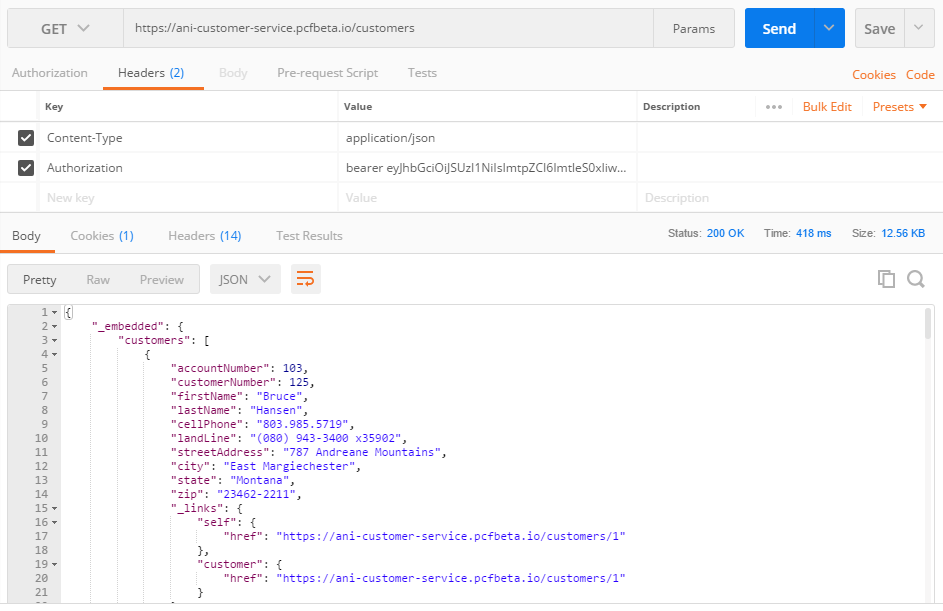 GET https://ani-customer-service.pcfbeta.io/customers Params Send Save
Authorization Headers (2) Body Pre-request Script Tests Cookies Code
Key Value Description ••• Bulk Edit Presets
Content-Type application/json
Authorization bearer eyJhbGciOiJSUzI1NiIsImtpZCI6ImtleS0xIiw...
New key Value Description
Body Cookies (1) Headers (14) Test Results Status: 200 OK Time: 418 ms Size: 12.56 KB
Pretty Raw Preview JSON
1 {
2 "_embedded": {
3 "customers": [
4 {
5 "accountNumber": 103,
6 "customerNumber": 125,
7 "firstName": "Bruce",
8 "lastName": "Hansen",
9 "cellPhone": "803.985.5719",
10 "landLine": "(080) 943-3400 x35902",
11 "streetAddress": "787 Andreane Mountains",
12 "city": "East Margiechester",
13 "state": "Montana",
14 "zip": "23462-2211",
15 "_links": {
16 "self": {
17 "href": "https://ani-customer-service.pcfbeta.io/customers/1"
18 },
19 "customer": {
20 "href": "https://ani-customer-service.pcfbeta.io/customers/1"
21 }